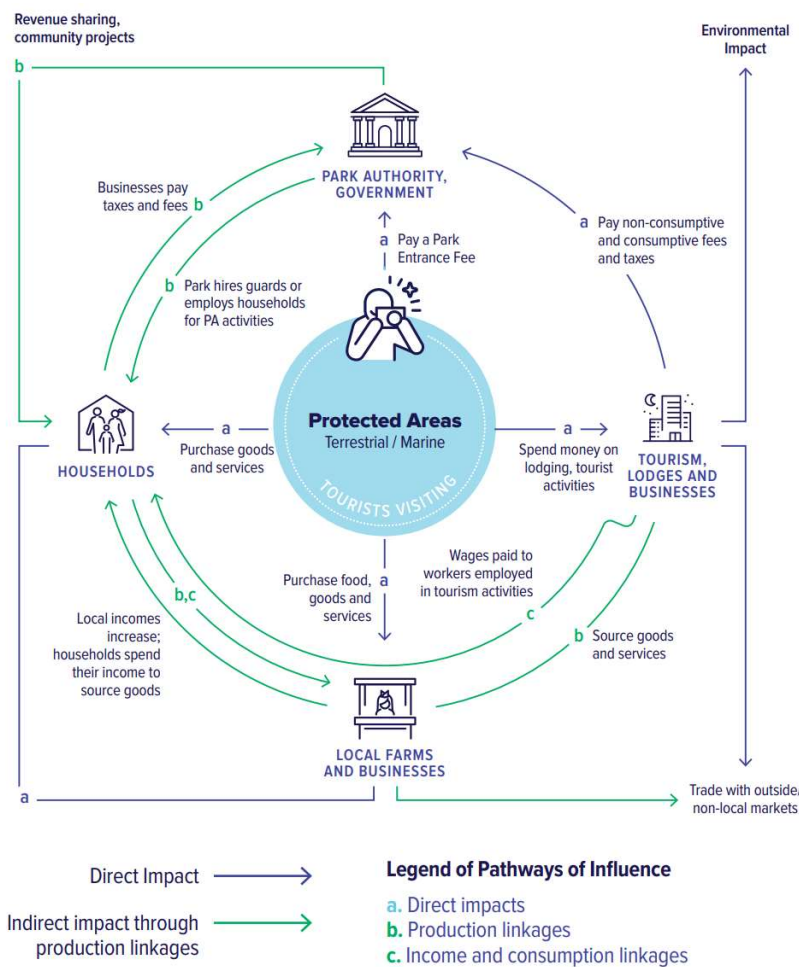 Revenue sharing,
community projects
Environmental
Impact
b
PARK AUTHORITY,
GOVERNMENT
Businesses pay
taxes and fees b
a Pay a Park
Entrance Fee
a Pay non-consumptive
and consumptive fees
and taxes
b Park hires guards or
employs households
for PA activities
Protected Areas
Terrestrial / Marine
TOURISTS VISITING
a
Purchase goods
and services
a
Spend money on
lodging, tourist
activities
HOUSEHOLDS
TOURISM,
LODGES AND
BUSINESSES
Purchase food, a
goods and
services
Wages paid to
workers employed
in tourism activities
c
b,c
Local incomes
increase;
households spend
their income to
source goods
b Source goods
and services
LOCAL FARMS
AND BUSINESSES
a
Trade with outside/
non-local markets
Direct Impact
Indirect impact through
production linkages
Legend of Pathways of Influence
a. Direct impacts
b. Production linkages
c. Income and consumption linkages